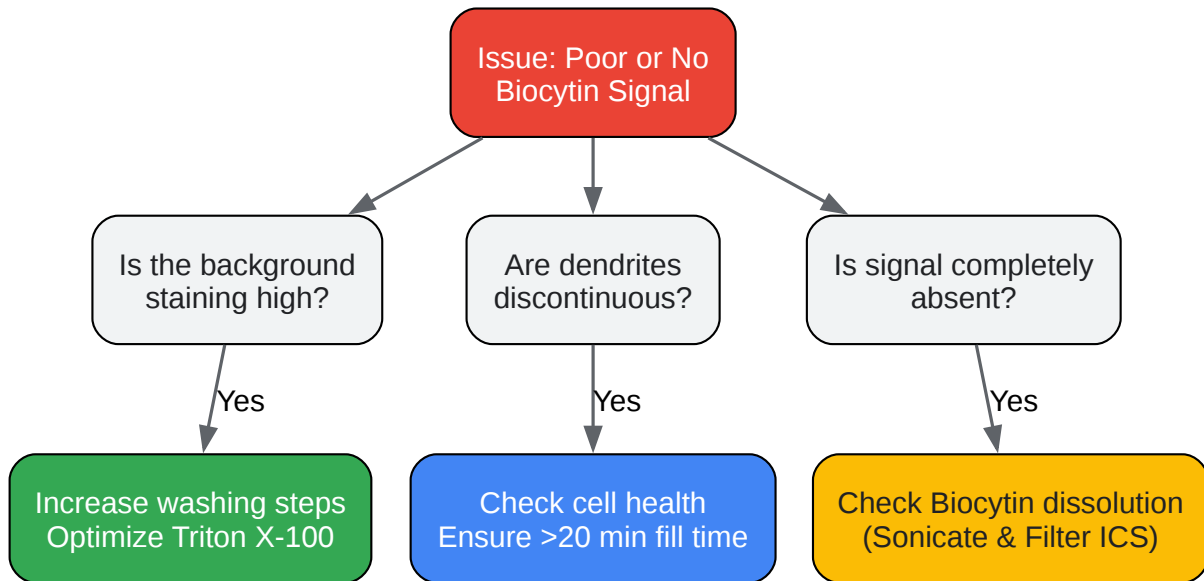 Issue: Poor or No
Biocytin Signal
Is the background
staining high?
Are dendrites
discontinuous?
Is signal completely
absent?
Yes
Yes
Yes
Increase washing steps
Optimize Triton X-100
Check cell health
Ensure >20 min fill time
Check Biocytin dissolution
(Sonicate & Filter ICS)